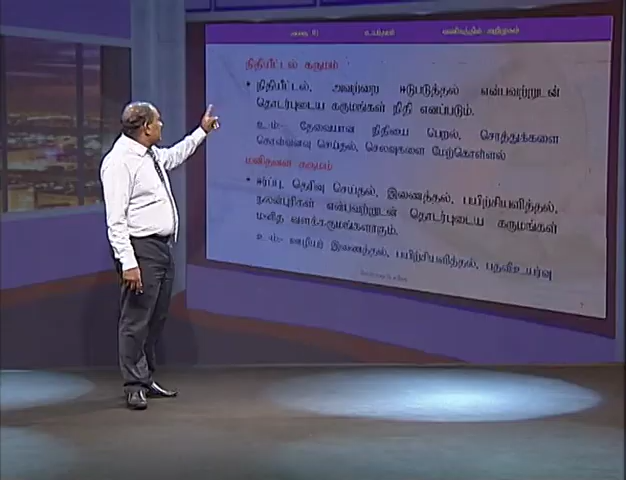 நிதியீட்டல் கருமம்
• நிதியீட்டல், அவற்றை ஈடுபடுத்தல் என்பவற்றுடன்
தொடர்புடைய கருமங்கள் நிதி எனப்படும்.
உ-ம்:- தேவையான நிதியை பெறல், சொத்துக்களை
கொள்வனவு செய்தல், செலவுகளை மேற்கொள்ளல்
மனிதவள கருமம்
• ஈர்ப்பு, தெரிவு செய்தல், இணைத்தல், பயிற்சியளித்தல்,
நலன்புரிகள் என்பவற்றுடன் தொடர்புடைய கருமங்கள்
மனித வளக்கருமங்களாகும்.
உ-ம்:- ஊழியர் இணைத்தல், பயிற்சியளித்தல், பதவிஉயர்வு